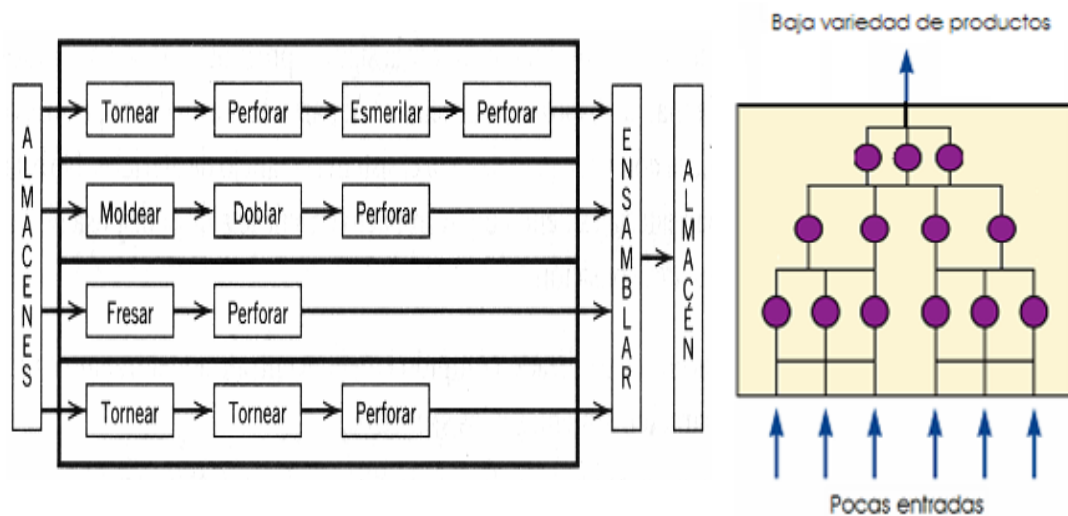 ALMACENES
Tornear
Perforar
Esmerilar
Perforar
Moldear
Doblar
Perforar
Fresar
Perforar
Tornear
Tornear
Perforar
ENSAMBLAR
ALMACÉN
Baja variedad de productos
Pocas entradas